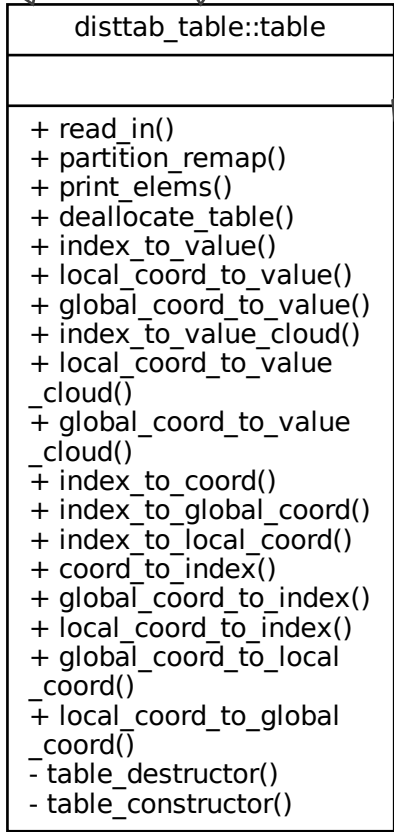 disttab_table::table
+ read_in()
+ partition_remap()
+ print_elems()
+ deallocate_table()
+ index_to_value()
+ local_coord_to_value()
+ global_coord_to_value()
+ index_to_value_cloud()
+ local_coord_to_value
_cloud()
+ global_coord_to_value
_cloud()
+ index_to_coord()
+ index_to_global_coord()
+ index_to_local_coord()
+ coord_to_index()
+ global_coord_to_index()
+ local_coord_to_index()
+ global_coord_to_local
_coord()
+ local_coord_to_global
_coord()
- table_destructor()
- table_constructor()